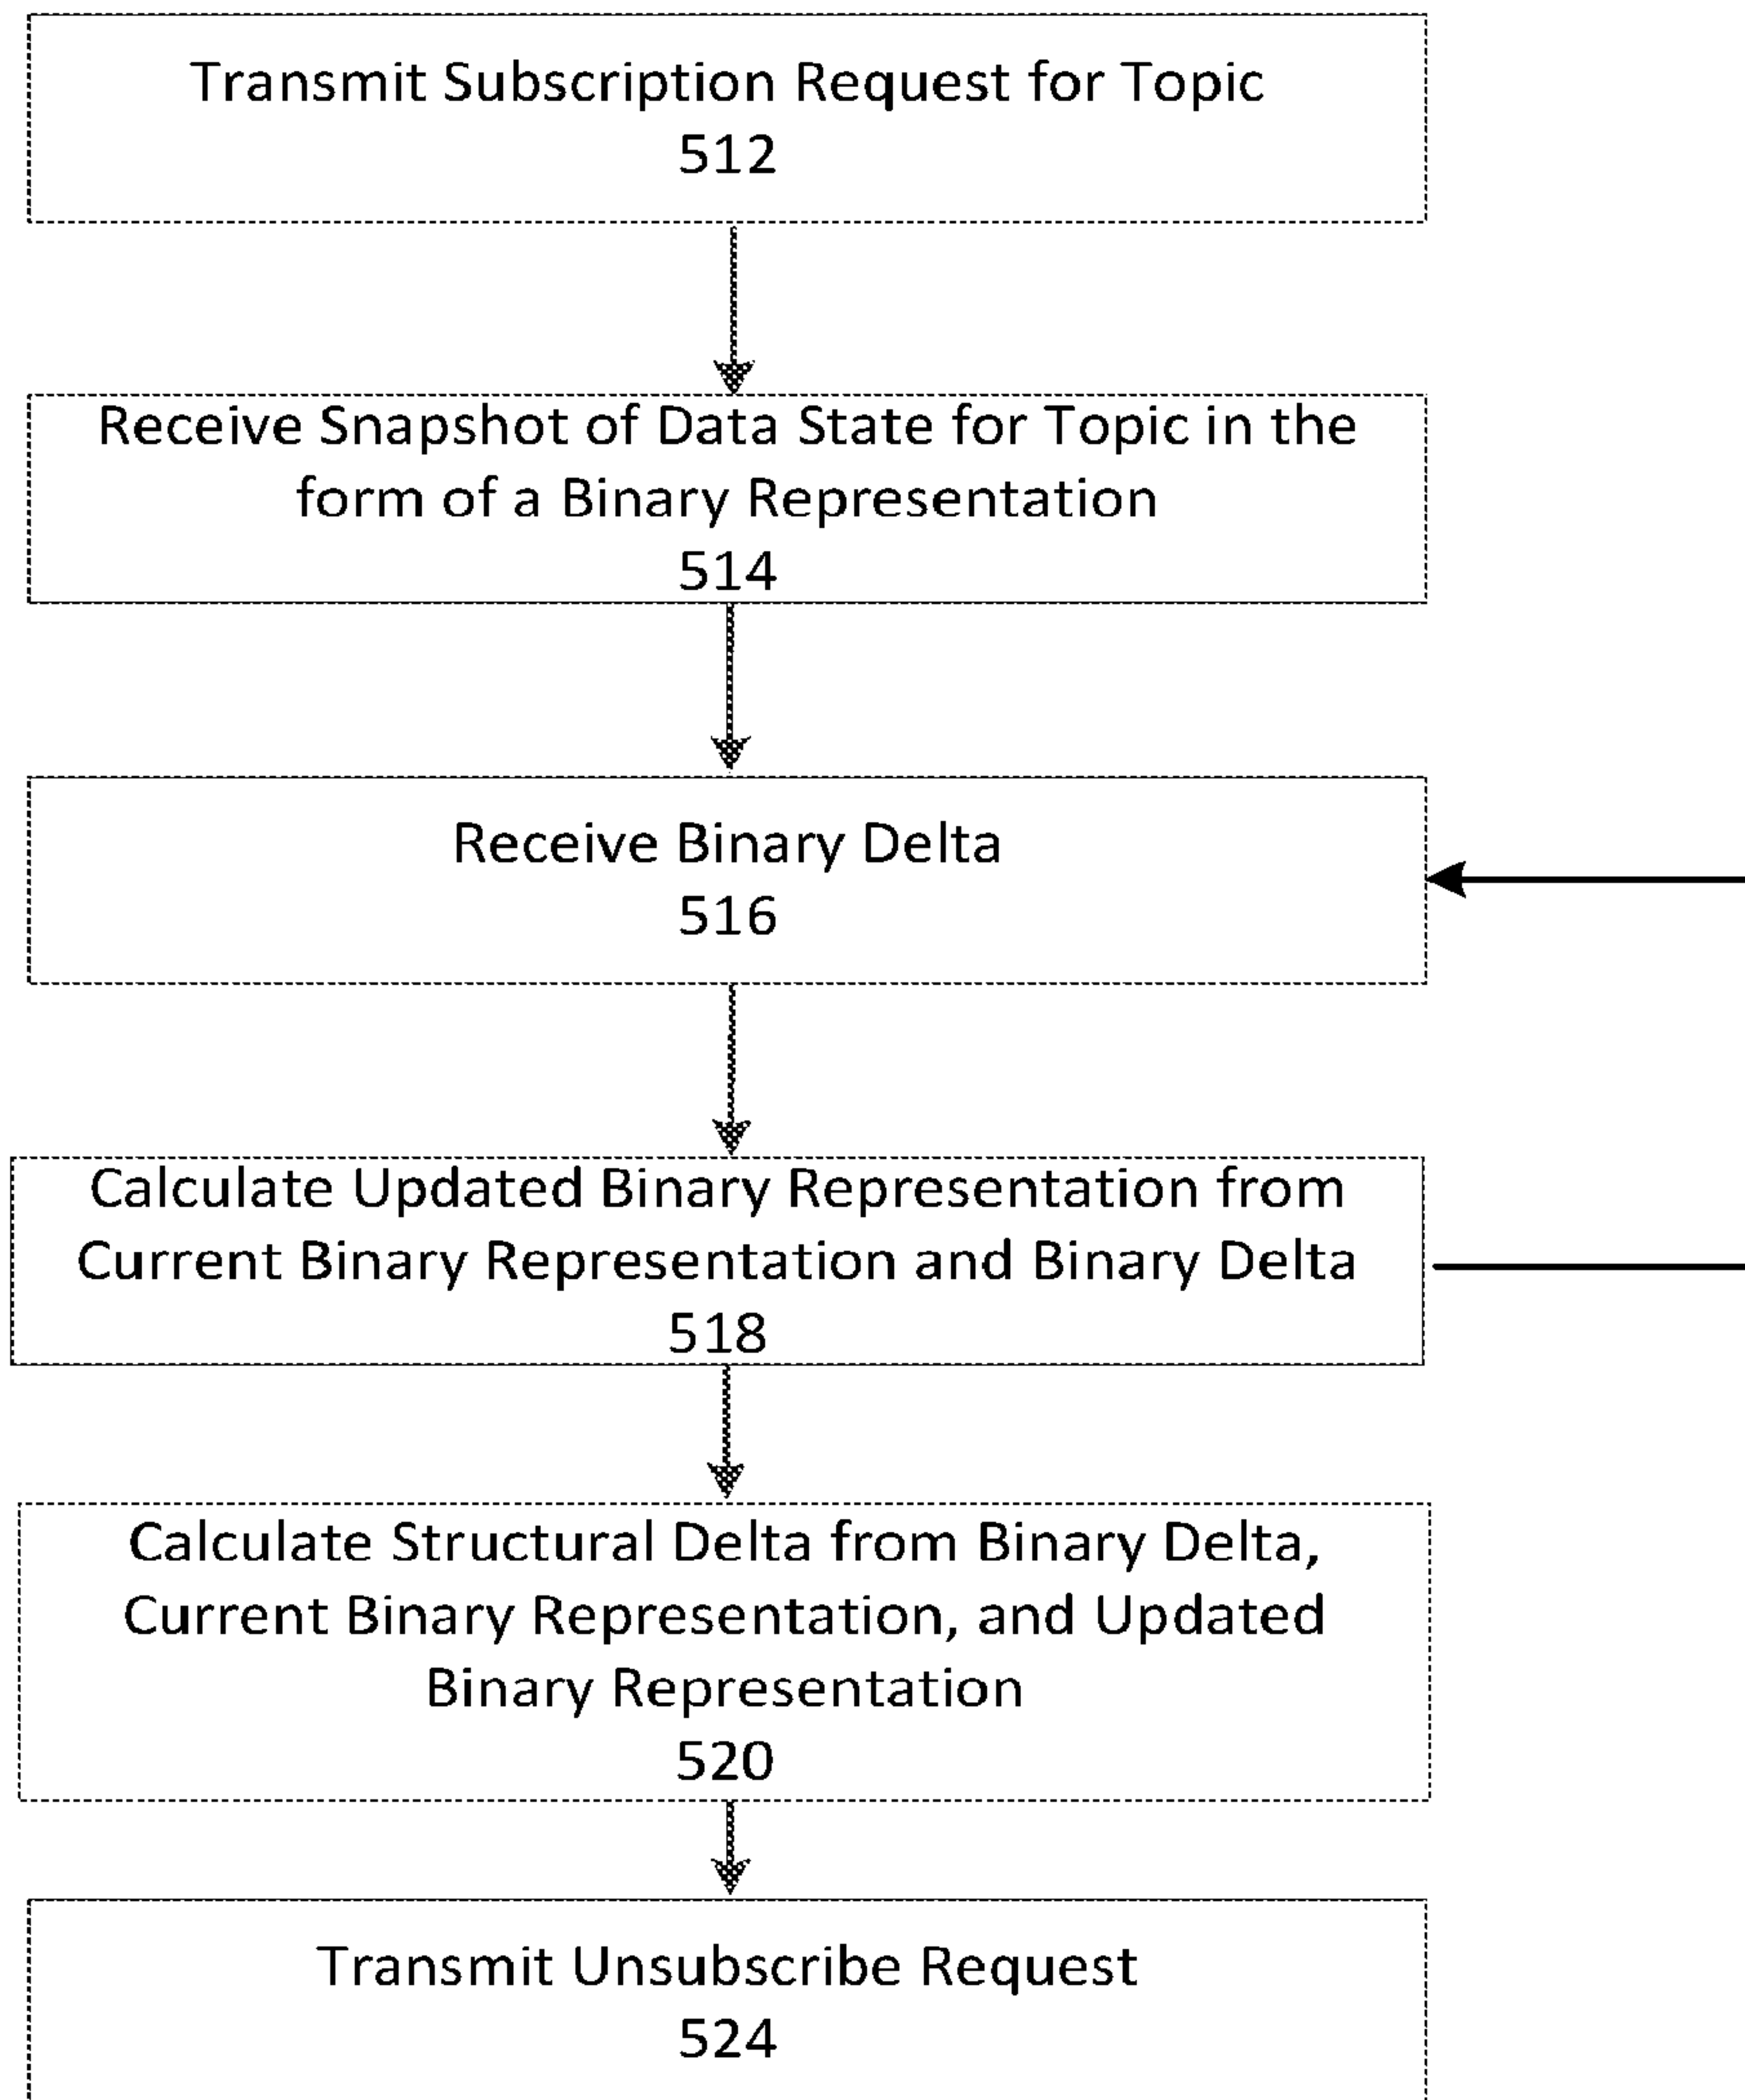 Transmit Subscription Request for Topic
512
Receive Snapshot of Data State for Topic in the
form of a Binary Representation
514
Receive Binary Delta
516
Calculate Updated Binary Representation from
Current Binary Representation and Binary Delta
518
Calculate Structural Delta from Binary Delta,
Current Binary Representation, and Updated
Binary Representation
520
Transmit Unsubscribe Request
524